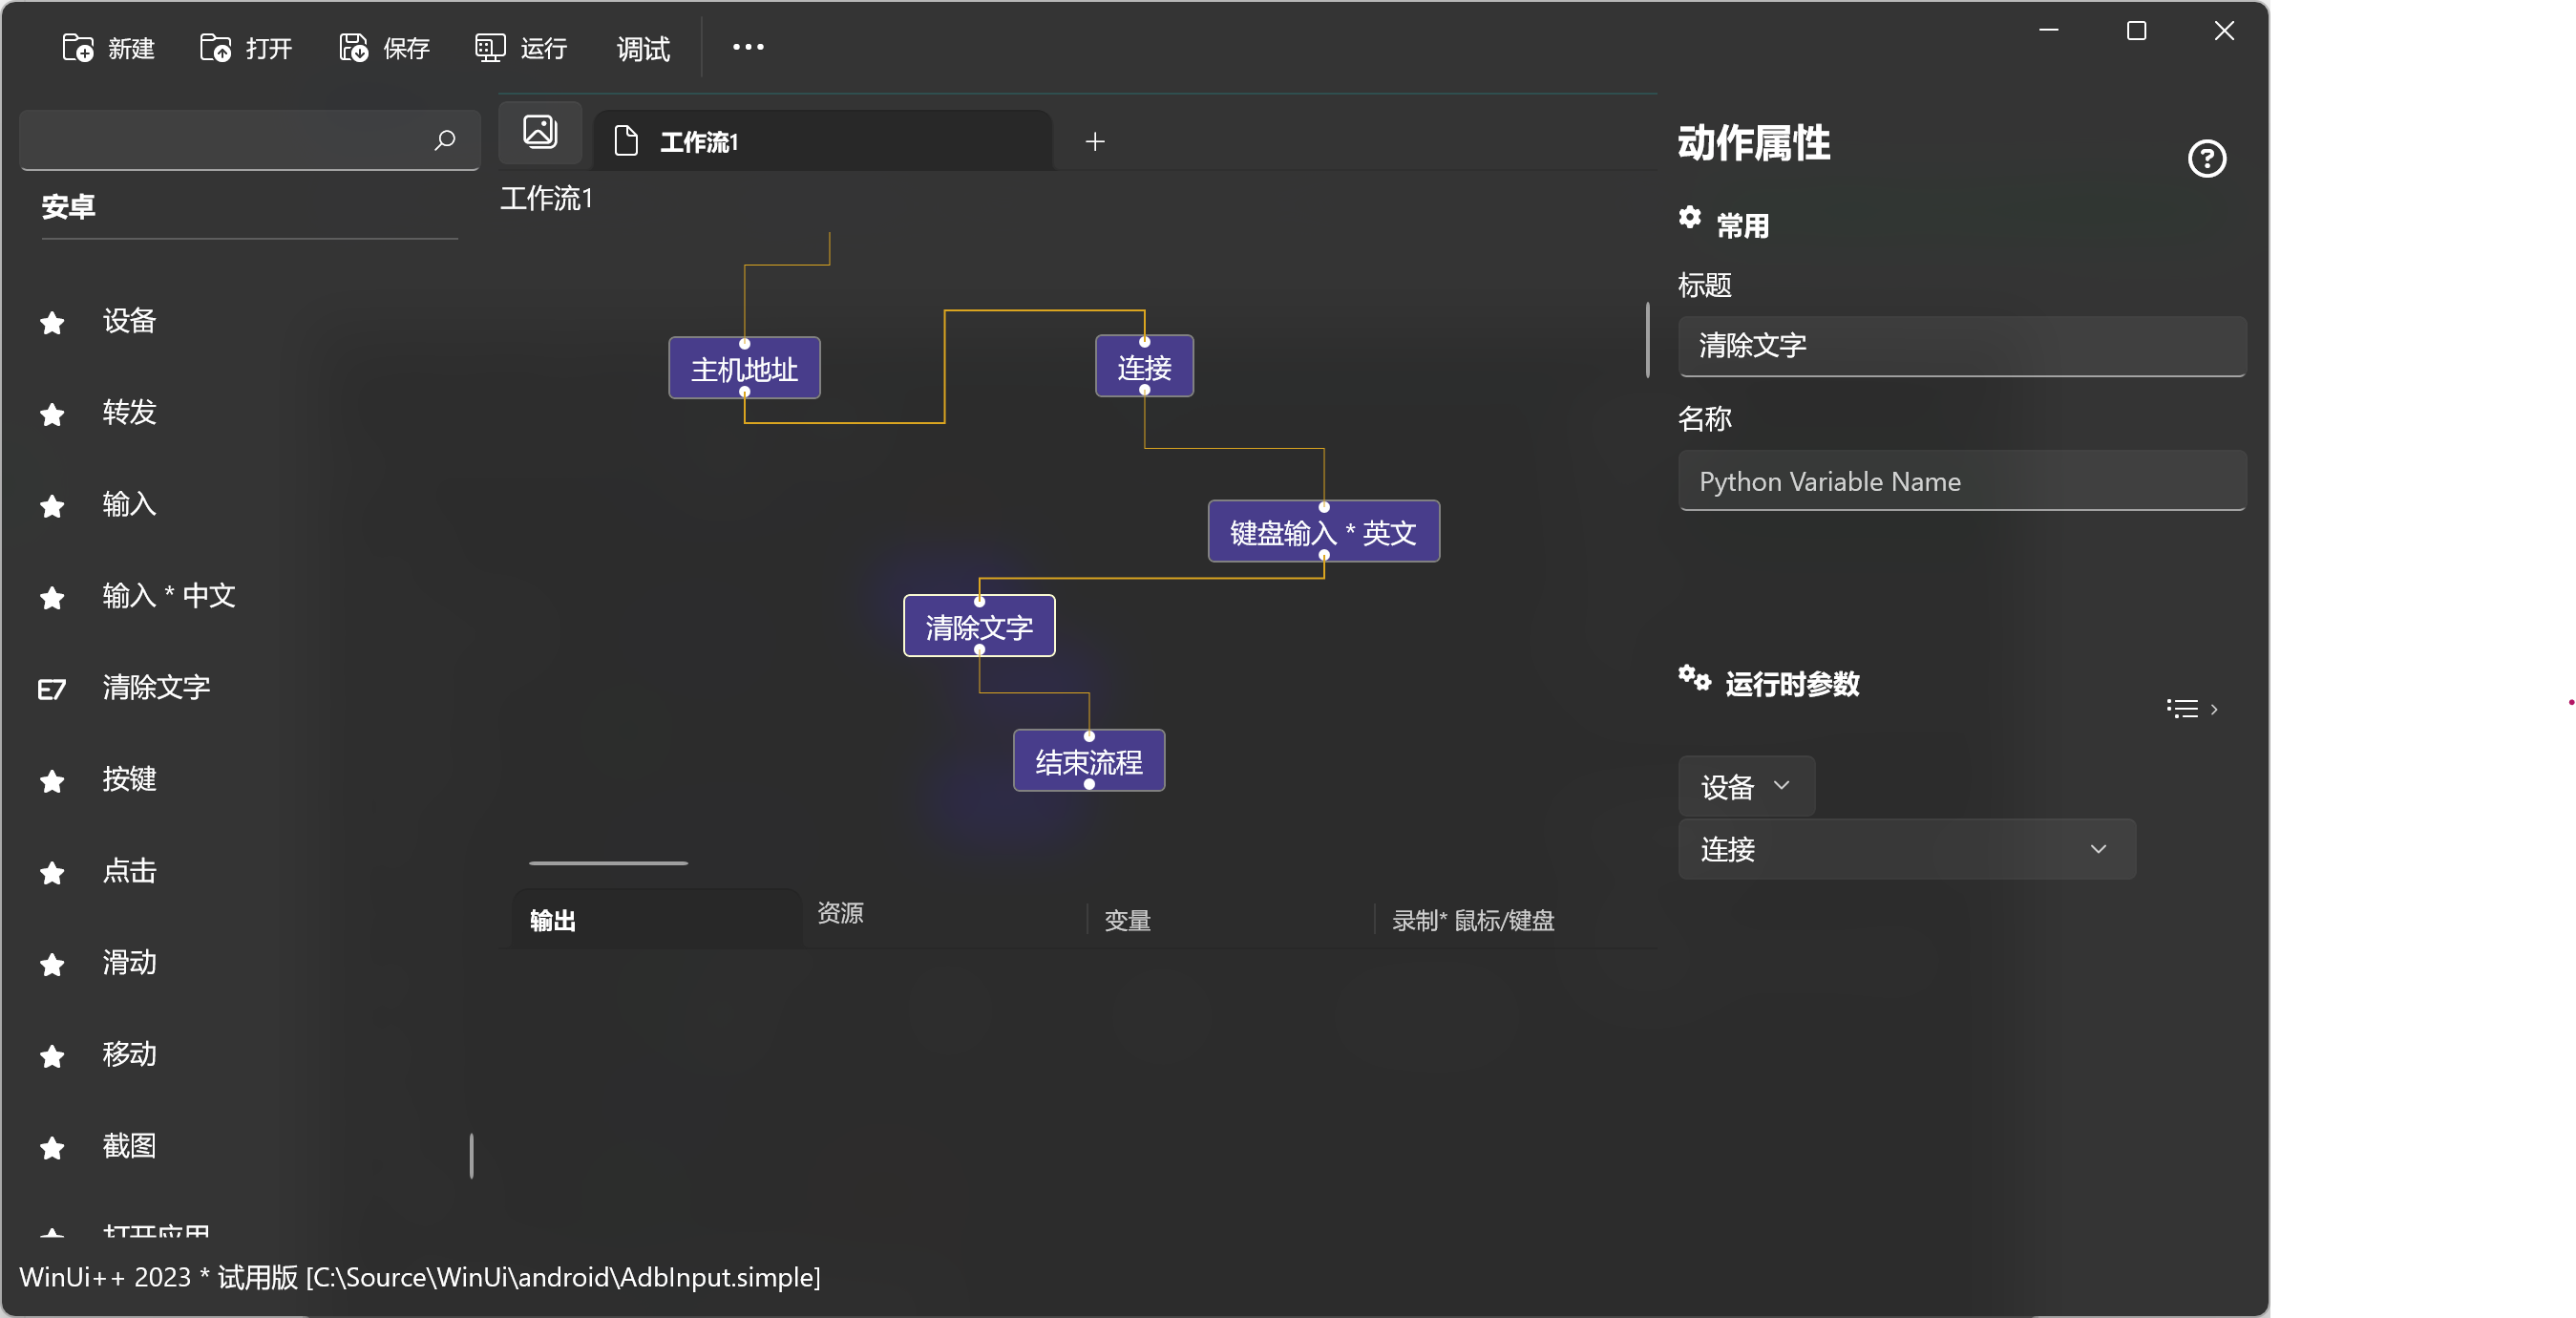 新建
打开
保存
运行
调试
安卓
设备
转发
输入
输入 * 中文
清除文字
按键
点击
滑动
移动
截图
打开应用
工作流1
工作流1
主机地址
连接
键盘输入 * 英文
清除文字
结束流程
输出
资源
变量
录制* 鼠标/键盘
动作属性
常用
标题
清除文字
名称
Python Variable Name
运行时参数
设备
连接
WinUi++ 2023 * 试用版 [C:\Source\WinUi\android\AdbInput.simple]